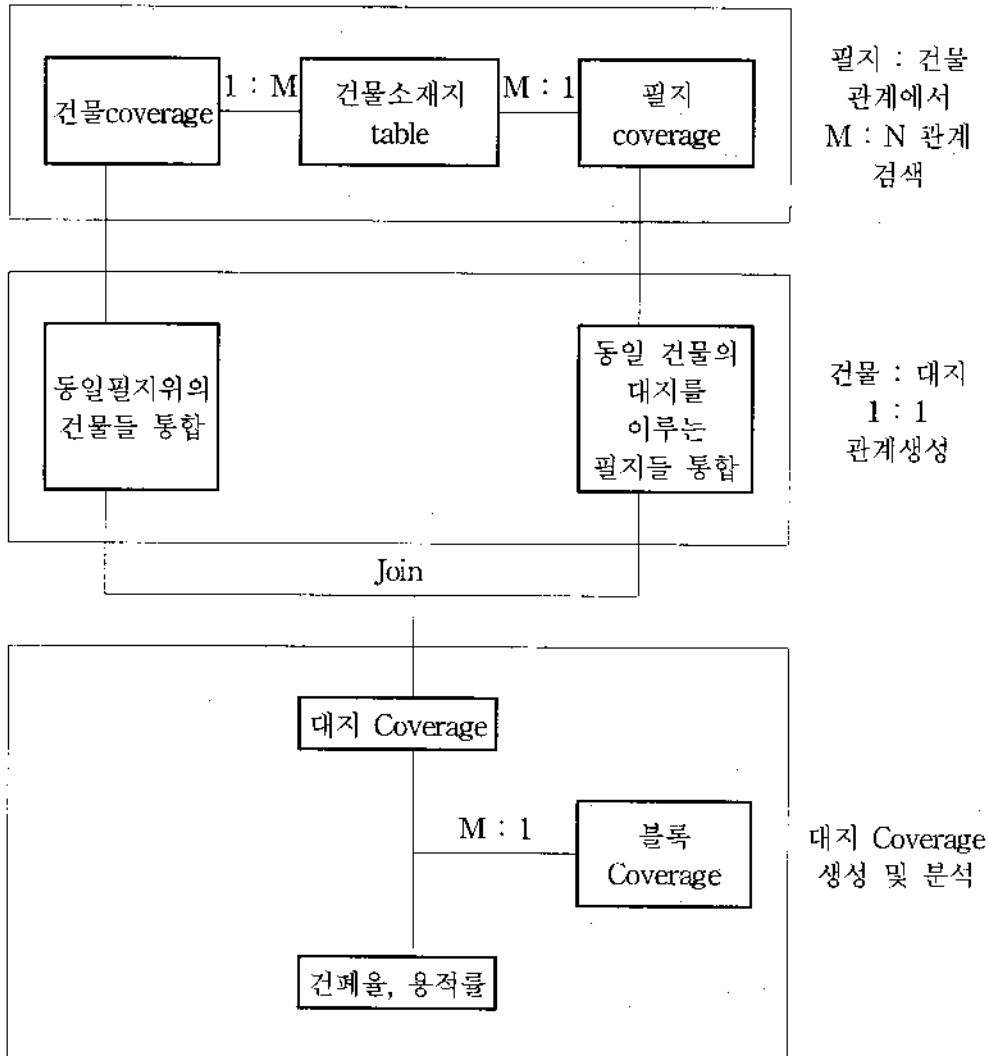 건물coverage
1 : M
건물소재지
table
M : 1
필지
coverage
필지 : 건물
관계에서
M : N 관계
검색
동일필지위의
건물들 통합
동일 건물의
대지를
이루는
필지들 통합
건물 : 대지
1 : 1
관계생성
Join
대지 Coverage
M : 1
블록
Coverage
대지 Coverage
생성 및 분석
건폐율, 용적률